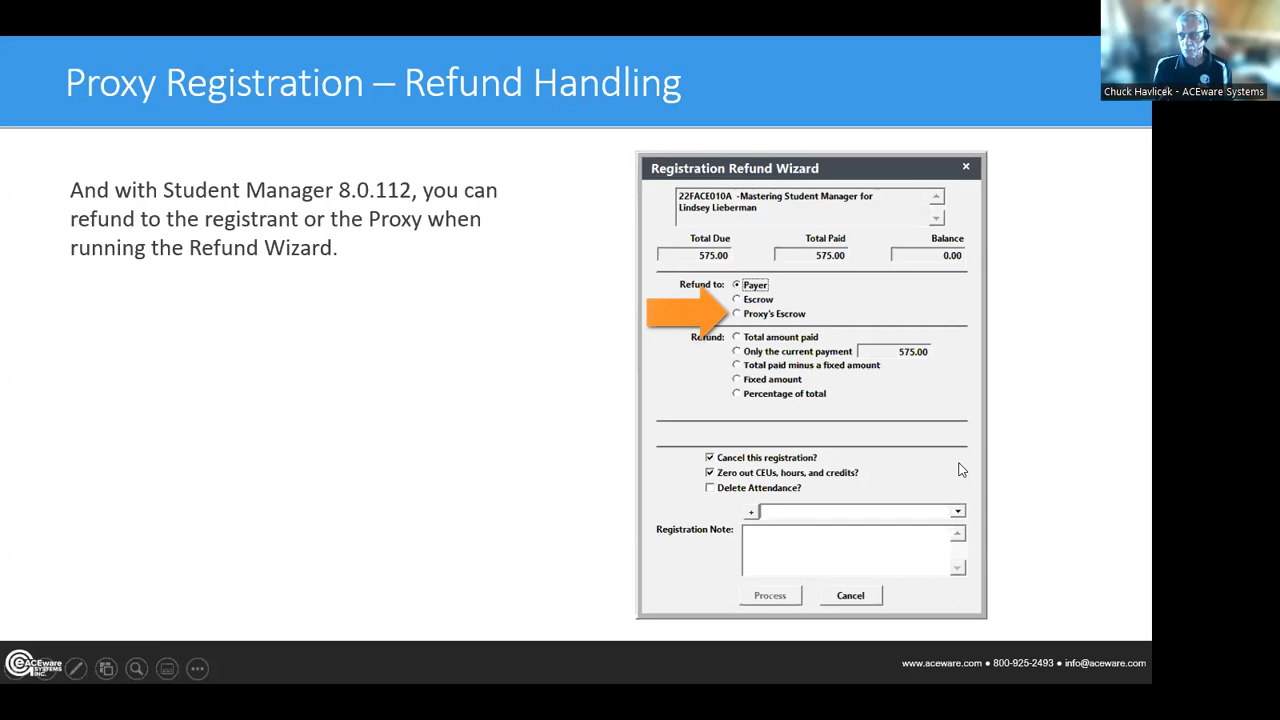 Proxy Registration – Refund Handling
Chuck Havlicek - ACEware Systems
And with Student Manager 8.0.112, you can
refund to the registrant or the Proxy when
running the Refund Wizard.
Registration Refund Wizard
22FACE010A -Mastering Student Manager for
Lindsey Lieberman
Total Due Total Paid Balance
575.00 575.00 0.00
Refund to: Payer
Escrow
Proxy's Escrow
Refund: Total amount paid
Only the current payment 575.00
Total paid minus a fixed amount
Fixed amount
Percentage of total
Cancel this registration?
Zero out CEUs, hours, and credits?
Delete Attendance?
+
Registration Note:
Process Cancel
ACEware
SYSTEMS
INC.
www.aceware.com ● 800-925-2493 ● info@aceware.com